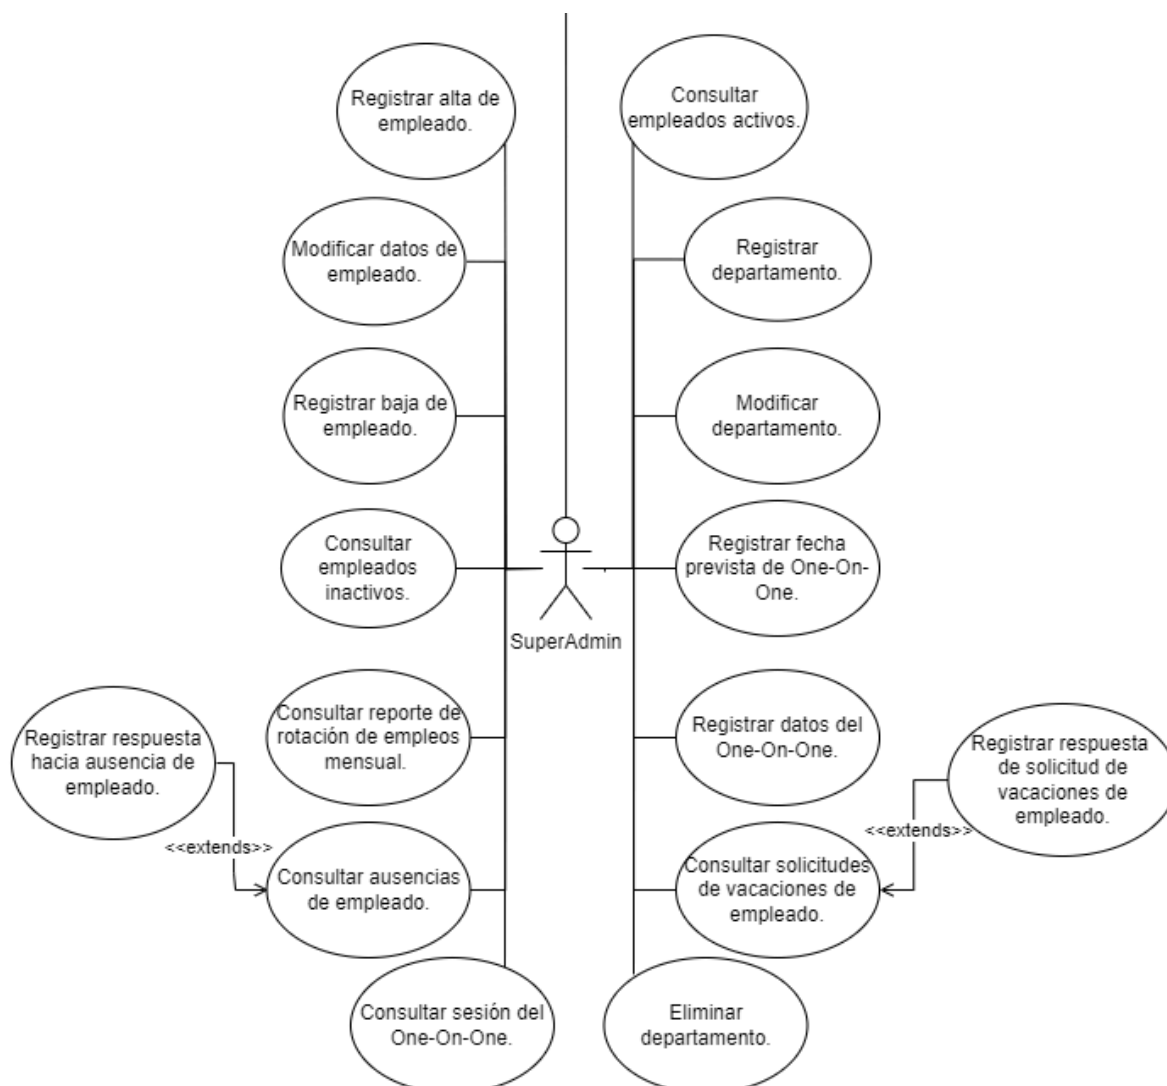 Registrar alta de
empleado.
Consultar
empleados activos.
Modificar datos de
empleado.
Registrar
departamento.
Registrar baja de
empleado.
Modificar
departamento.
Consultar
empleados
inactivos.
Registrar fecha
prevista de One-On-
One.
SuperAdmin
Consultar reporte de
rotación de empleos
mensual.
Registrar datos del
One-On-One.
Registrar respuesta
hacia ausencia de
empleado.
Registrar respuesta
de solicitud de
vacaciones de
empleado.
<<extends>>
<<extends>>
Consultar ausencias
de empleado.
Consultar solicitudes
de vacaciones de
empleado.
Consultar sesión del
One-On-One.
Eliminar
departamento.